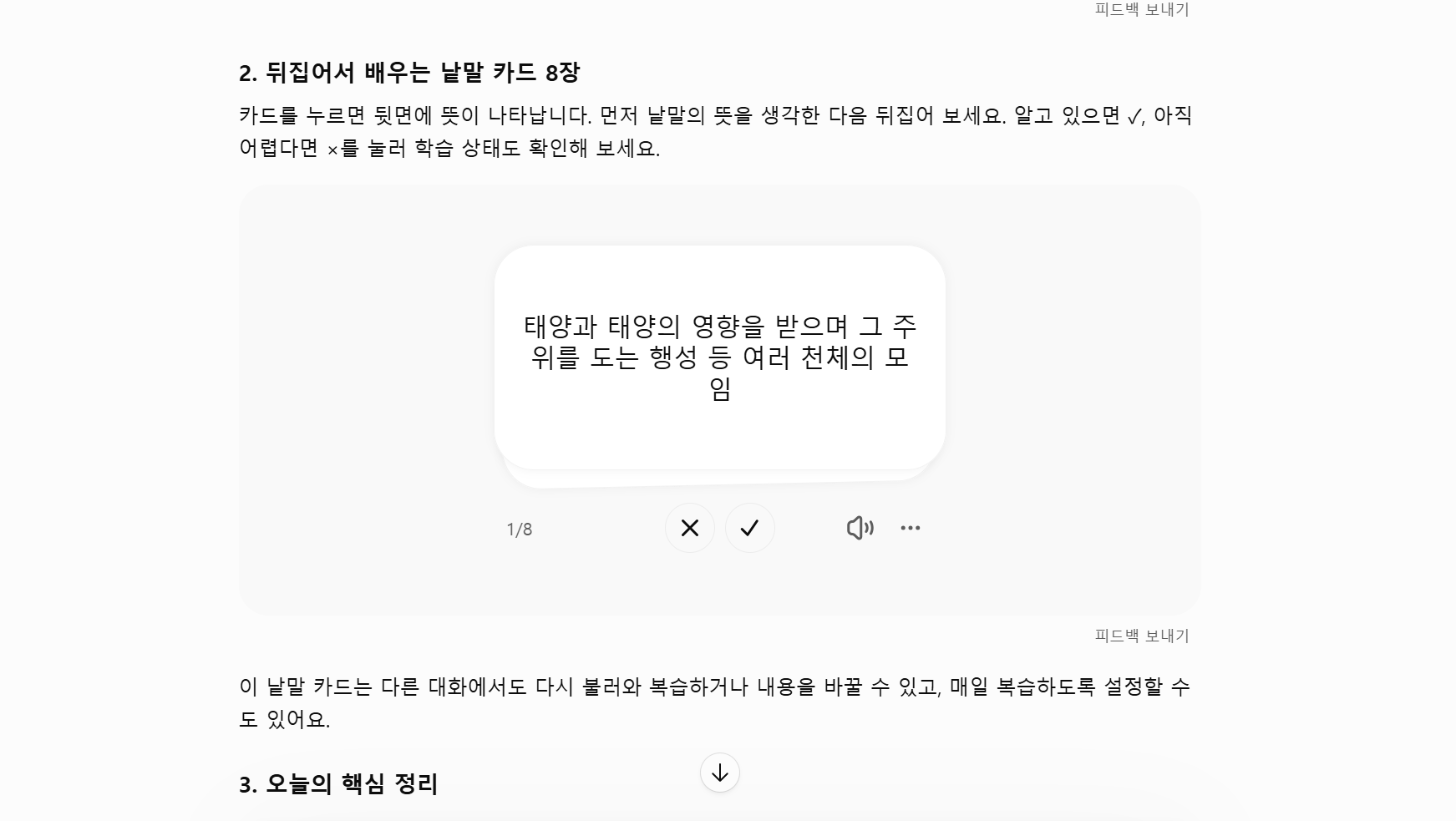 피드백 보내기
2. 뒤집어서 배우는 낱말 카드 8장
카드를 누르면 뒷면에 뜻이 나타납니다. 먼저 낱말의 뜻을 생각한 다음 뒤집어 보세요. 알고 있으면 ✓, 아직
어렵다면 ×를 눌러 학습 상태도 확인해 보세요.
태양과 태양의 영향을 받으며 그 주
위를 도는 행성 등 여러 천체의 모
임
1/8
피드백 보내기
이 낱말 카드는 다른 대화에서도 다시 불러와 복습하거나 내용을 바꿀 수 있고, 매일 복습하도록 설정할 수
도 있어요.
3. 오늘의 핵심 정리